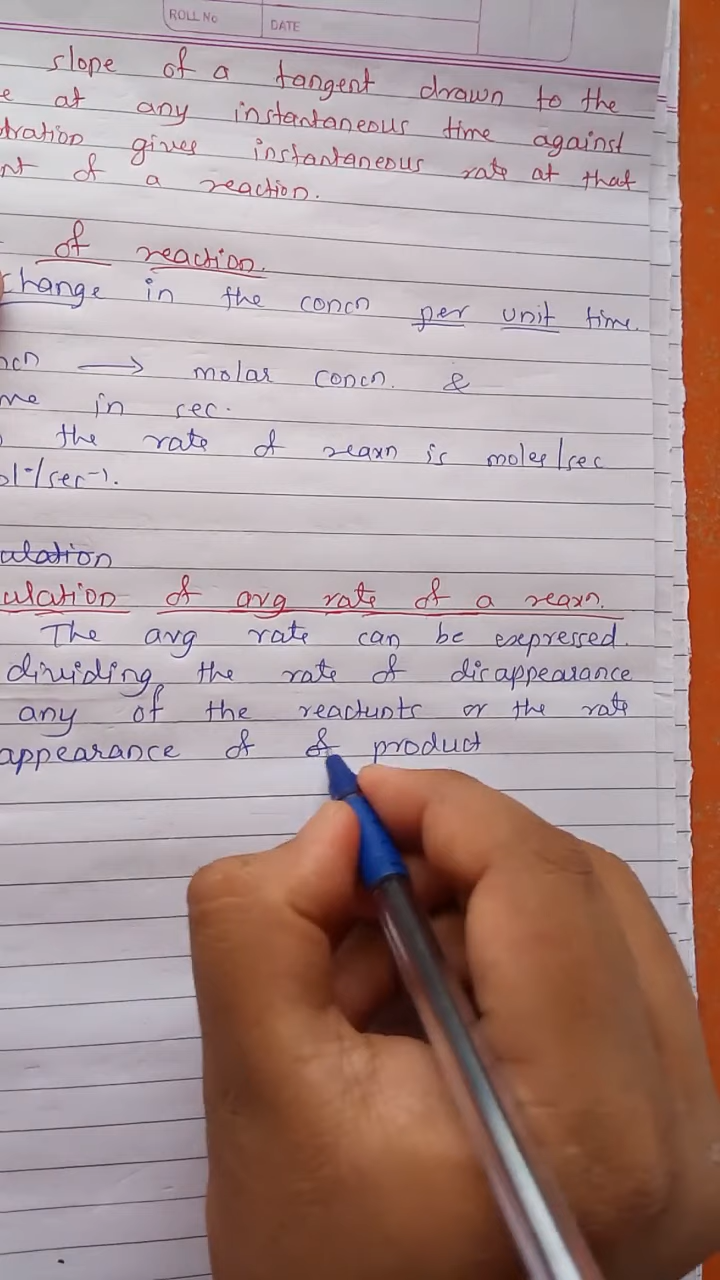 ROLL No
DATE
slope of a tangent drawn to the
e at any instantaneous time against
tration gives instantaneous rate at that
nt of a reaction.
of reaction.
change in the concn per unit time.
ncn → molar concn. &
me in sec.
the rate of reaxn is moles/sec
ol-/sec-1.
ulation
ulation of avg rate of a reaxn.
The avg rate can be expressed
dividing the rate of disappearance
any of the reactunts or the rate
appearance of of product